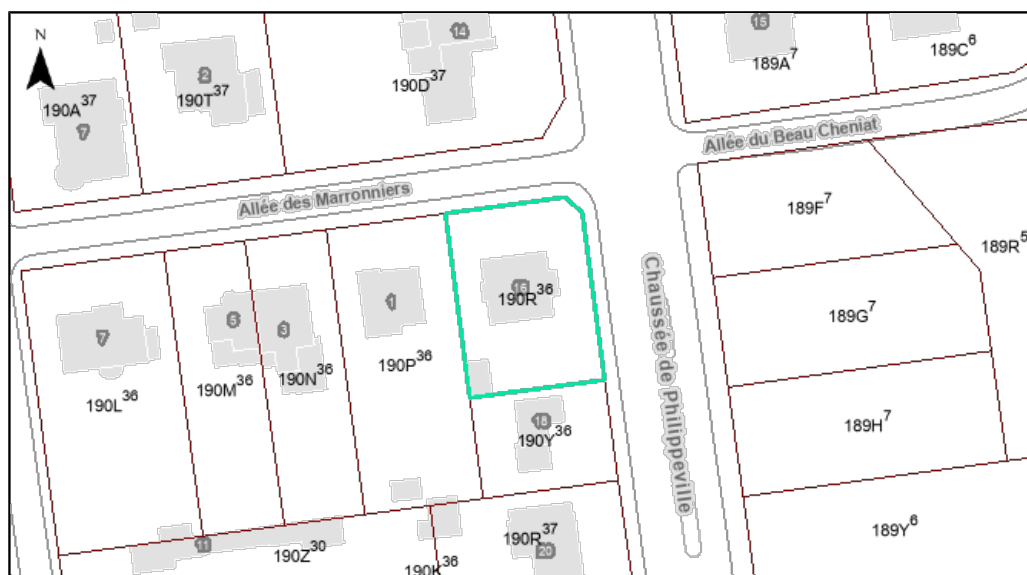 N
14
15
189C⁶
2
189A⁷
190D³⁷
190T³⁷
190A³⁷
7
Allée du Beau Cheniat
Allée des Marronniers
189F⁷
189R⁵
Chaussée de Philippeville
16
190R³⁶
1
5
3
7
189G⁷
190P³⁶
190N³⁶
190M³⁶
190L³⁶
18
190Y³⁶
189H⁷
190R³⁷
20
11
190Z³⁰
189Y⁶
190K³⁶